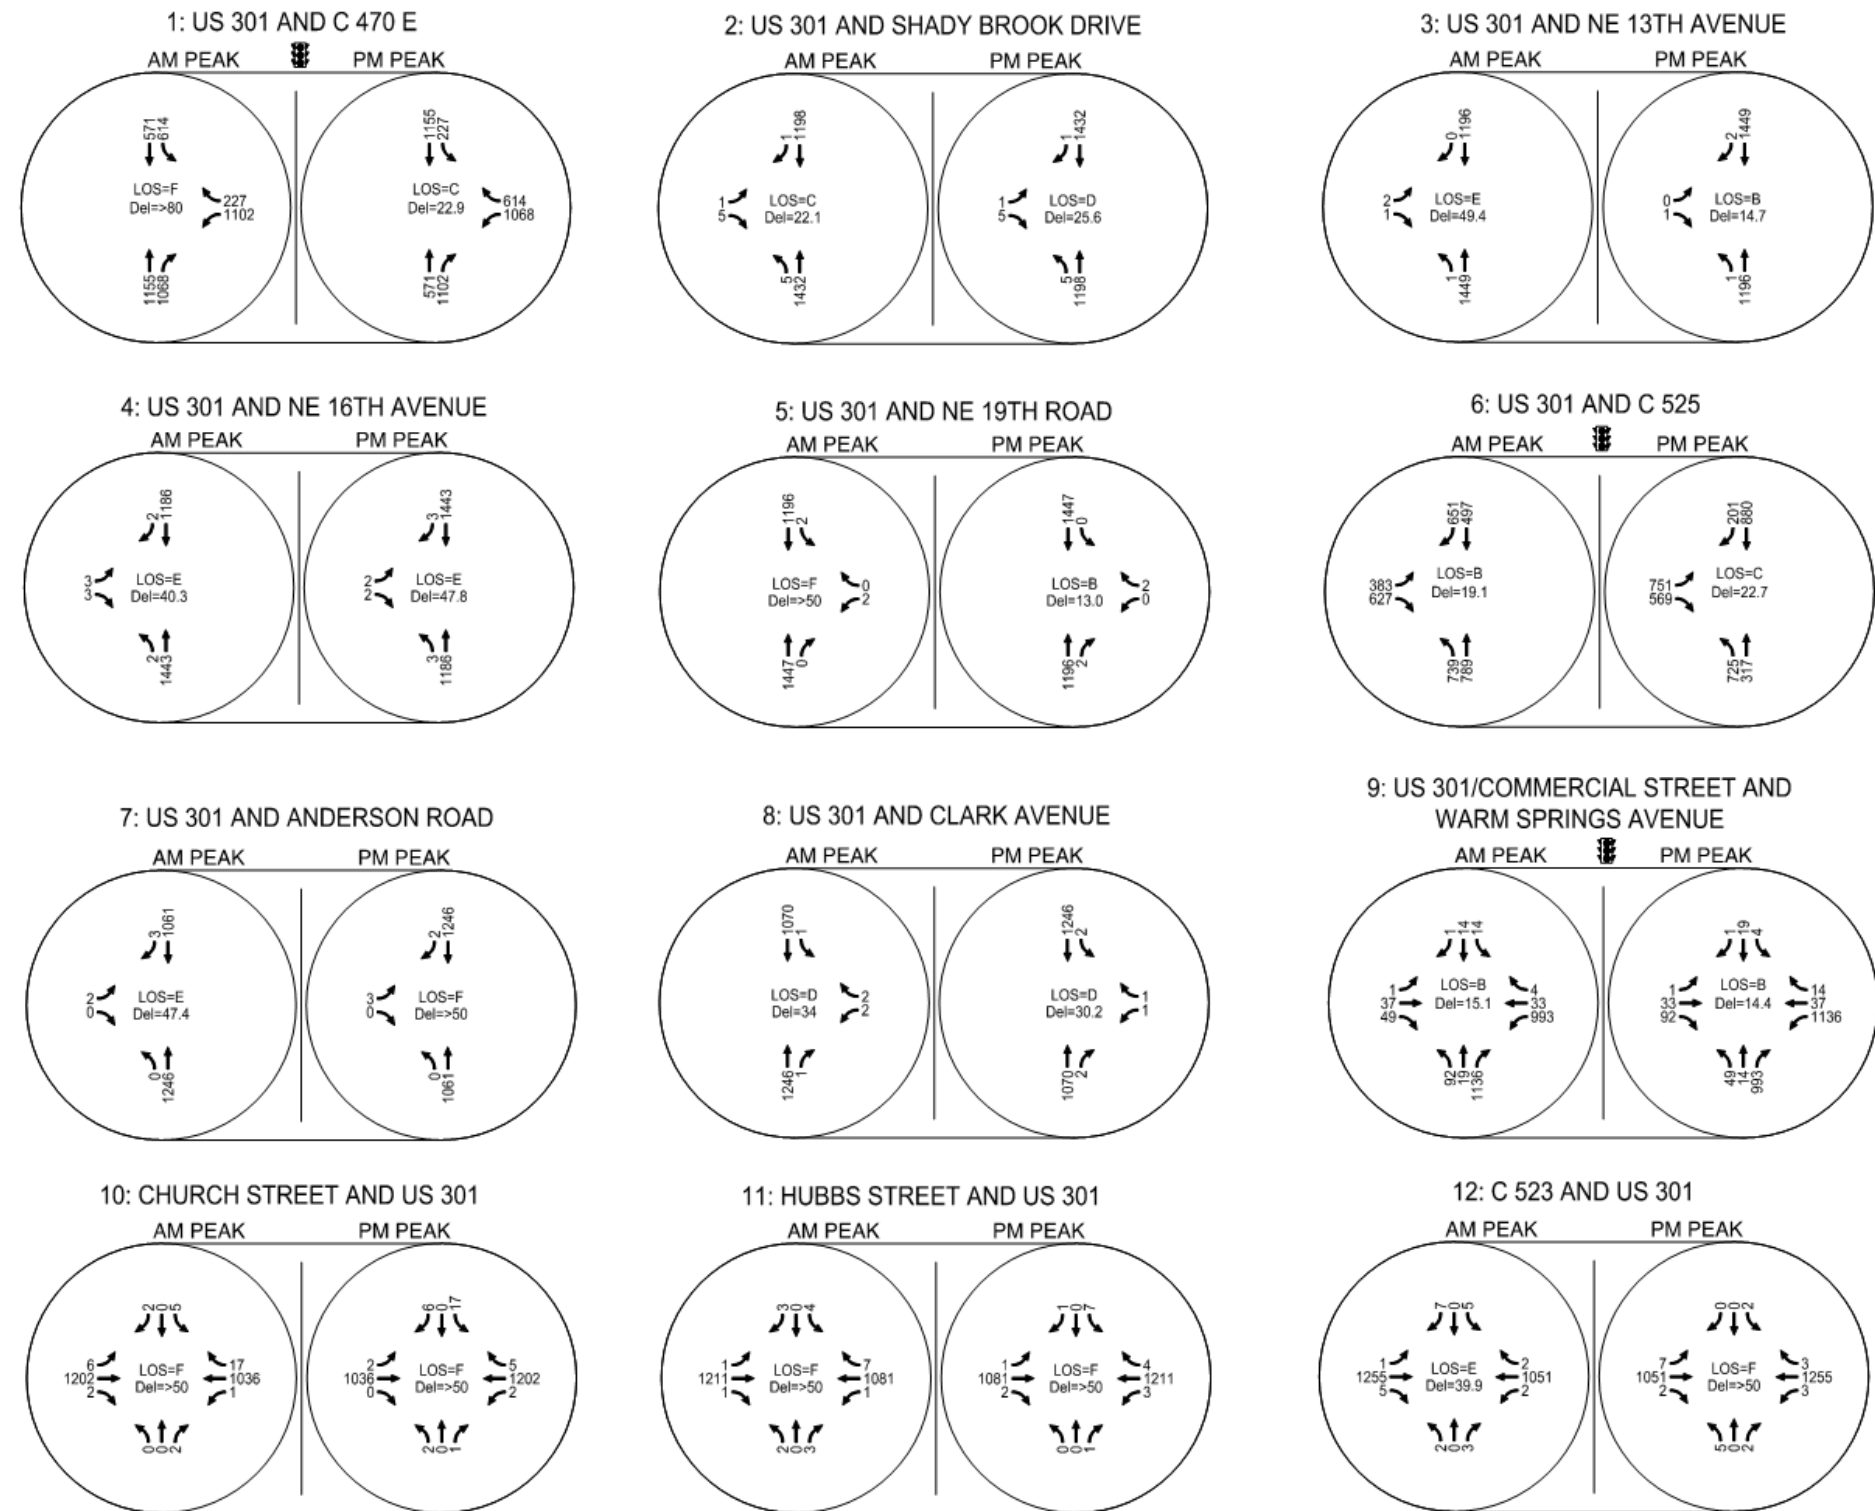 1: US 301 AND C 470 E
AM PEAK PM PEAK
571
614
LOS=F
Del=>80
227
1102
1155
1068
1155
227
LOS=C
Del=22.9
614
1068
571
1102
2: US 301 AND SHADY BROOK DRIVE
AM PEAK PM PEAK
1
1198
1
5
LOS=C
Del=22.1
5
1432
1
1432
1
5
LOS=D
Del=25.6
5
1198
3: US 301 AND NE 13TH AVENUE
AM PEAK PM PEAK
0
1196
2
1
LOS=E
Del=49.4
1
1449
2
1449
0
1
LOS=B
Del=14.7
1
1196
4: US 301 AND NE 16TH AVENUE
AM PEAK PM PEAK
2
1186
3
3
LOS=E
Del=40.3
2
1443
3
1443
2
2
LOS=E
Del=47.8
3
1186
5: US 301 AND NE 19TH ROAD
AM PEAK PM PEAK
1196
2
LOS=F
Del=>50
0
2
1447
0
1447
0
LOS=B
Del=13.0
2
0
1196
2
6: US 301 AND C 525
AM PEAK PM PEAK
651
497
383
627
LOS=B
Del=19.1
739
789
201
880
751
569
LOS=C
Del=22.7
725
317
7: US 301 AND ANDERSON ROAD
AM PEAK PM PEAK
3
1061
2
0
LOS=E
Del=47.4
0
1246
2
1246
3
0
LOS=F
Del=>50
0
1061
8: US 301 AND CLARK AVENUE
AM PEAK PM PEAK
1070
1
LOS=D
Del=34
2
2
1246
1
1246
2
LOS=D
Del=30.2
1
1
1070
2
9: US 301/COMMERCIAL STREET AND
WARM SPRINGS AVENUE
AM PEAK PM PEAK
1
14
14
1
37
49
LOS=B
Del=15.1
4
33
993
92
19
1136
1
19
4
1
33
92
LOS=B
Del=14.4
14
37
1136
49
14
993
10: CHURCH STREET AND US 301
AM PEAK PM PEAK
2
0
5
6
1202
2
LOS=F
Del=>50
17
1036
1
0
0
2
6
0
17
2
1036
0
LOS=F
Del=>50
5
1202
2
2
0
1
11: HUBBS STREET AND US 301
AM PEAK PM PEAK
3
0
4
1
1211
1
LOS=F
Del=>50
7
1081
1
2
0
3
1
0
7
1
1081
2
LOS=F
Del=>50
4
1211
3
0
0
1
12: C 523 AND US 301
AM PEAK PM PEAK
7
0
5
1
1255
5
LOS=E
Del=39.9
2
1051
2
2
0
3
0
0
2
7
1051
2
LOS=F
Del=>50
3
1255
3
5
0
2